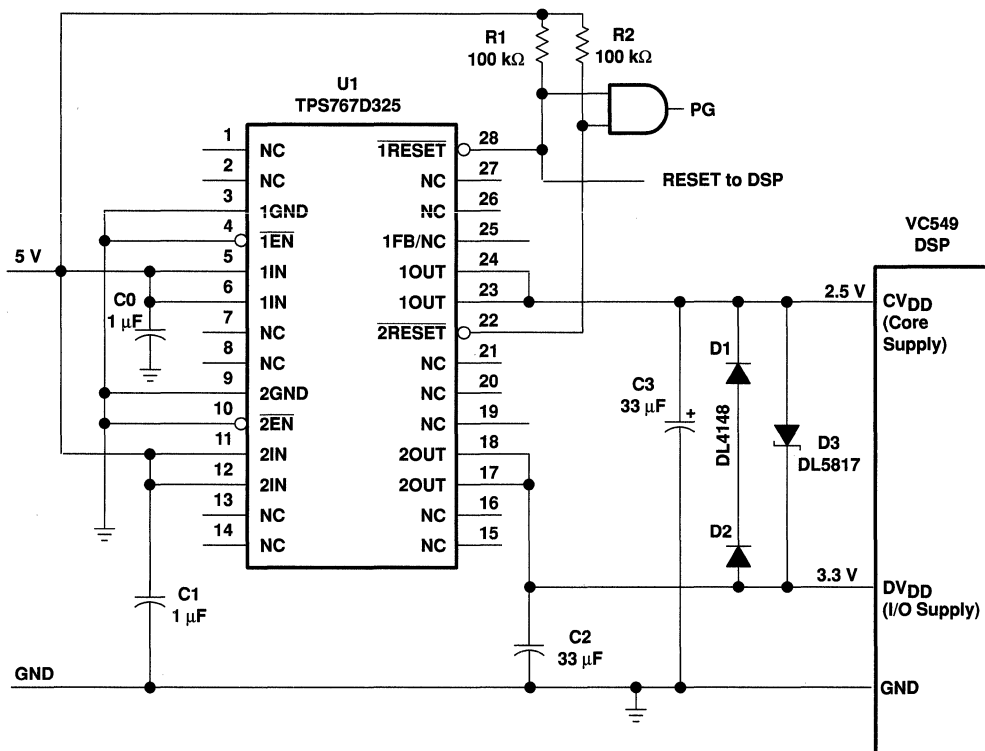 R1
100 kΩ
R2
100 kΩ
U1
TPS767D325
PG
1 NC
2 NC
3 1GND
4 1EN
5 1IN
6 1IN
7 NC
8 NC
9 2GND
10 2EN
11 2IN
12 2IN
13 NC
14 NC
1RESET 28
NC 27
NC 26
1FB/NC 25
1OUT 24
1OUT 23
2RESET 22
NC 21
NC 20
NC 19
2OUT 18
2OUT 17
NC 16
NC 15
RESET to DSP
5 V
C0
1 μF
C1
1 μF
GND
C2
33 μF
C3
33 μF
+
D1
DL4148
D2
D3
DL5817
2.5 V
3.3 V
VC549
DSP
CVDD
(Core
Supply)
DVDD
(I/O Supply)
GND